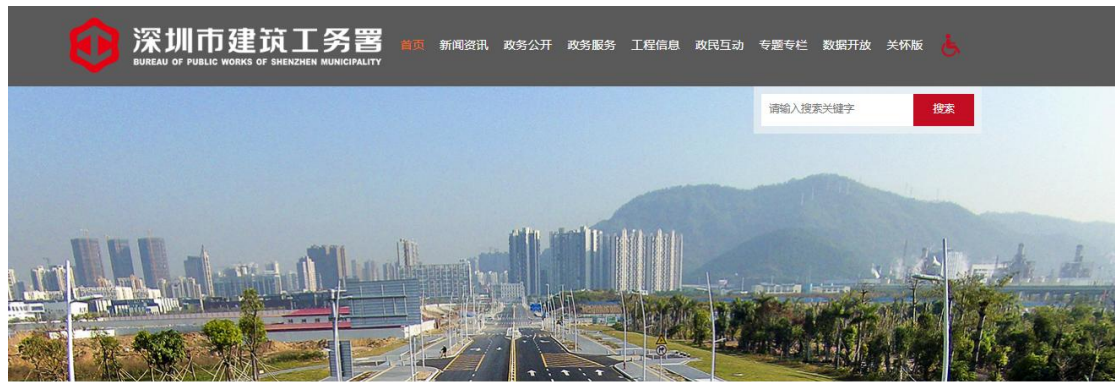 深圳市建筑工务署
BUREAU OF PUBLIC WORKS OF SHENZHEN MUNICIPALITY
首页 新闻资讯 政务公开 政务服务 工程信息 政民互动 专题专栏 数据开放 关怀版
请输入搜索关键字 搜索